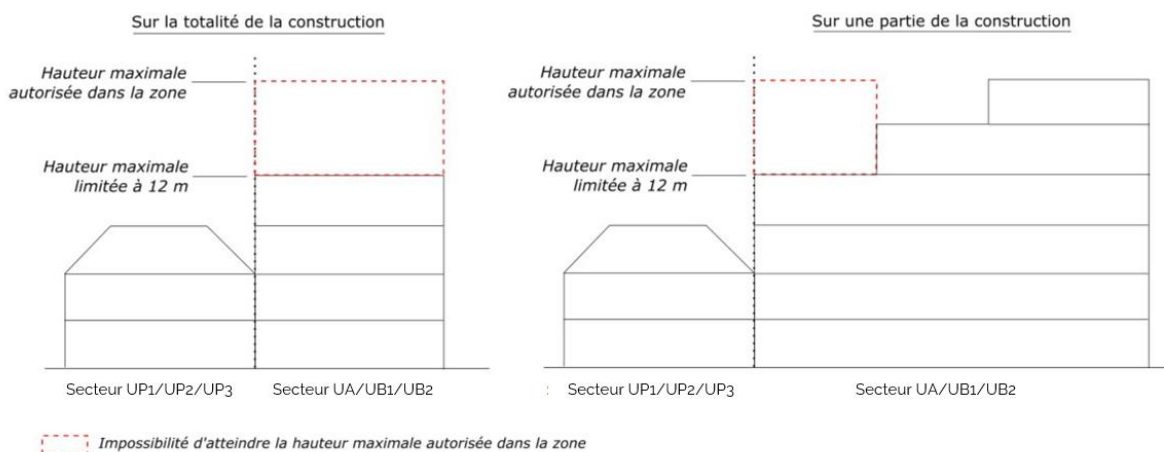 Sur la totalité de la construction
Hauteur maximale
autorisée dans la zone
Hauteur maximale
limitée à 12 m
Secteur UP1/UP2/UP3
Secteur UA/UB1/UB2
Sur une partie de la construction
Hauteur maximale
autorisée dans la zone
Hauteur maximale
limitée à 12 m
Secteur UP1/UP2/UP3
Secteur UA/UB1/UB2
Impossibilité d'atteindre la hauteur maximale autorisée dans la zone